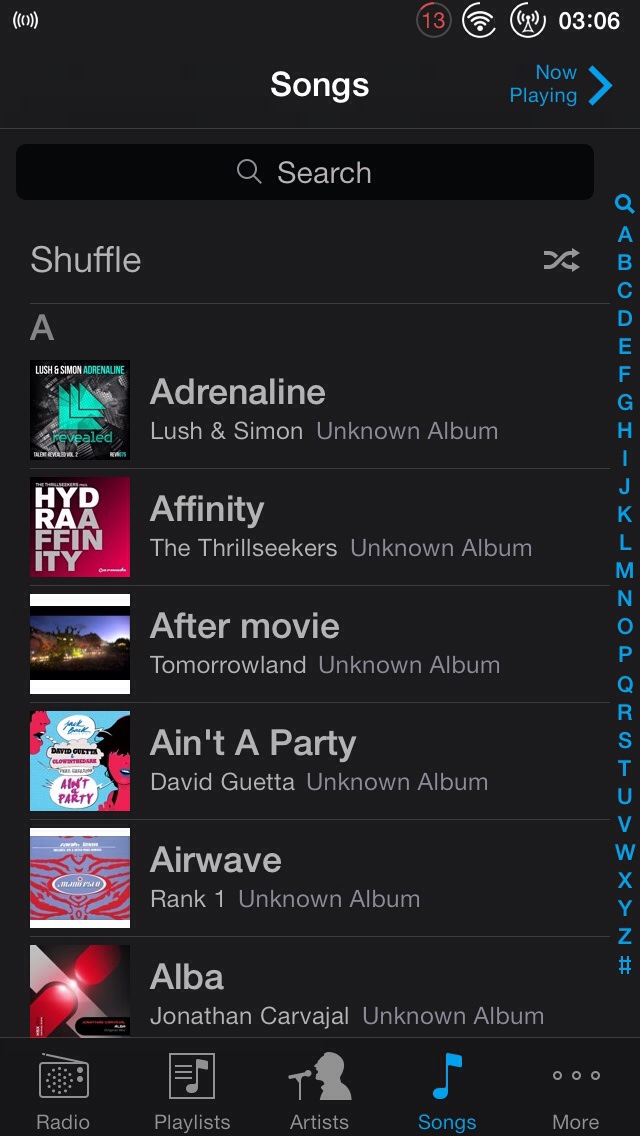 13
03:06
Songs
Now
Playing
Search
Shuffle
A
LUSH & SIMON ADRENALINE
revealed
TALENT REVEALED VOL. 2
Adrenaline
Lush & Simon Unknown Album
HYD
RAA
FFIN
ITY
Affinity
The Thrillseekers Unknown Album
After movie
Tomorrowland Unknown Album
Jack
Back
DAVID GUETTA
& GLOWINTHEDARK
AIN'T
A
PARTY
Ain't A Party
David Guetta Unknown Album
Airwave
Rank 1 Unknown Album
Alba
Jonathan Carvajal Unknown Album
A
B
C
D
E
F
G
H
I
J
K
L
M
N
O
P
Q
R
S
T
U
V
W
X
Y
Z
#
Radio
Playlists
Artists
Songs
More